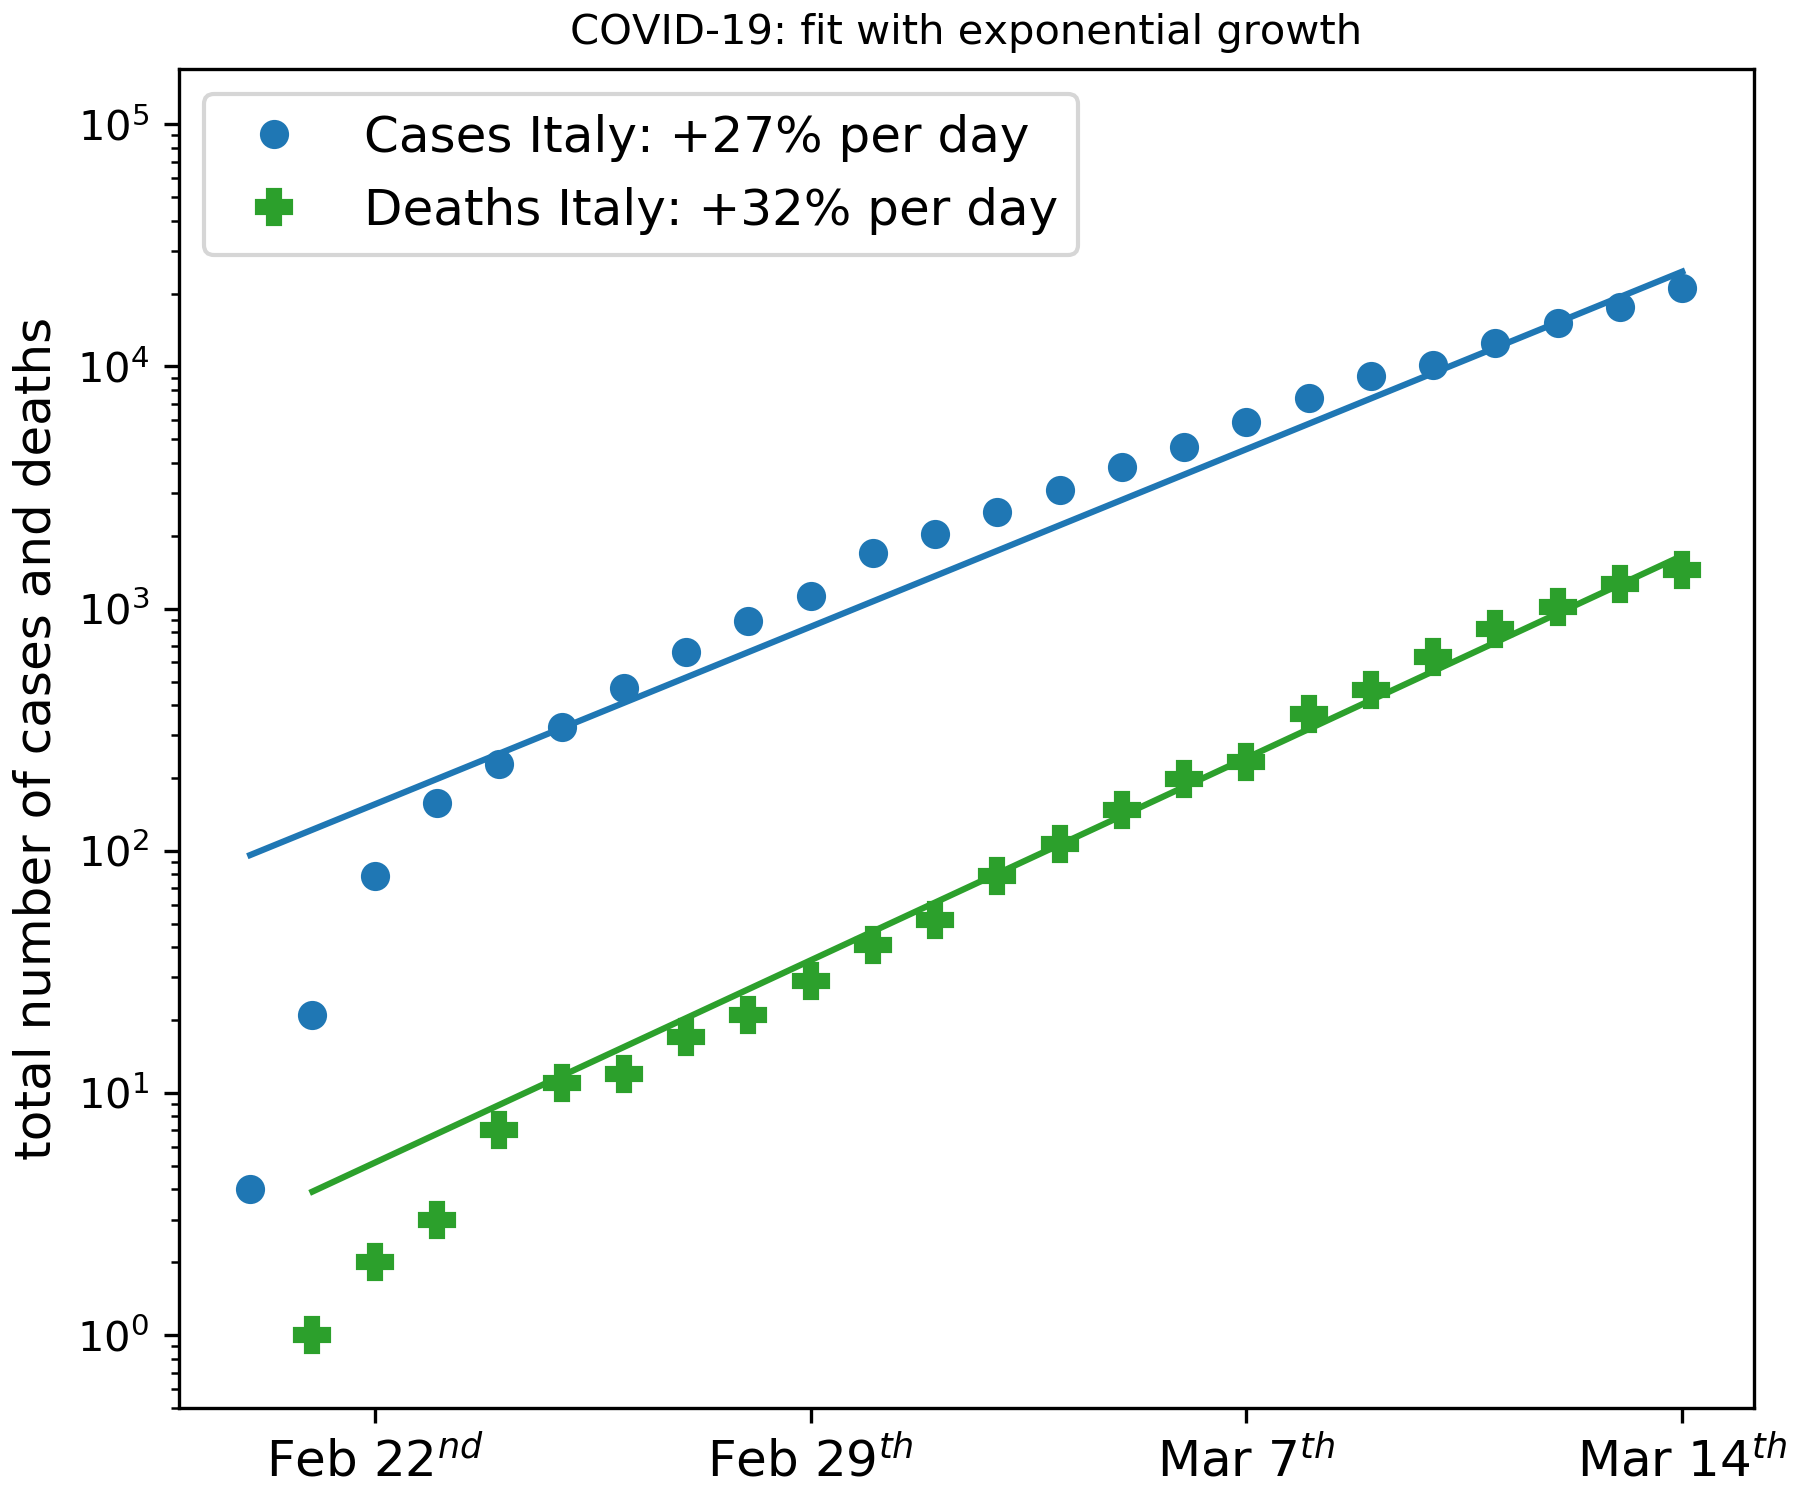 COVID-19: fit with exponential growth
Cases Italy: +27% per day
Deaths Italy: +32% per day
total number of cases and deaths
10⁵
10⁴
10³
10²
10¹
10⁰
Feb 22ⁿᵈ Feb 29ᵗʰ Mar 7ᵗʰ Mar 14ᵗʰ